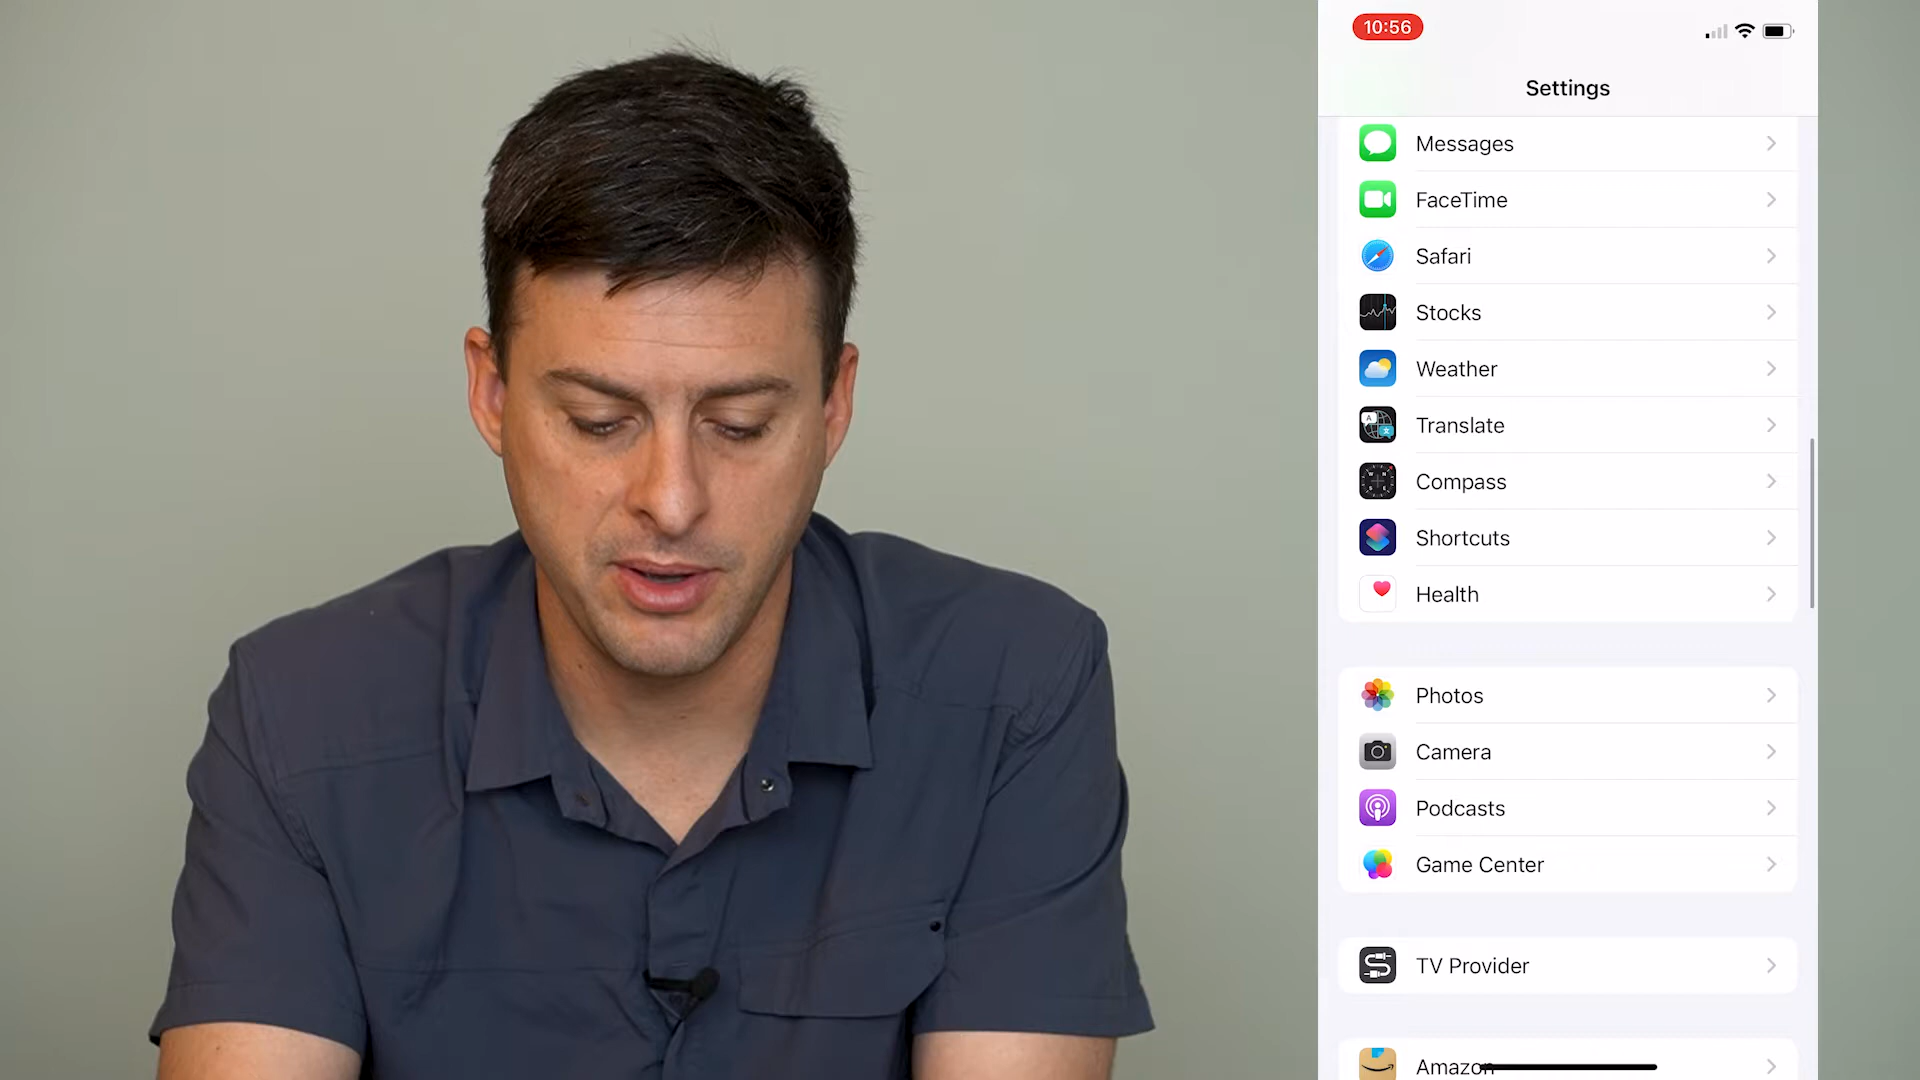 10:56
Settings
Messages
FaceTime
Safari
Stocks
Weather
Translate
Compass
Shortcuts
Health
Photos
Camera
Podcasts
Game Center
TV Provider
Amazon